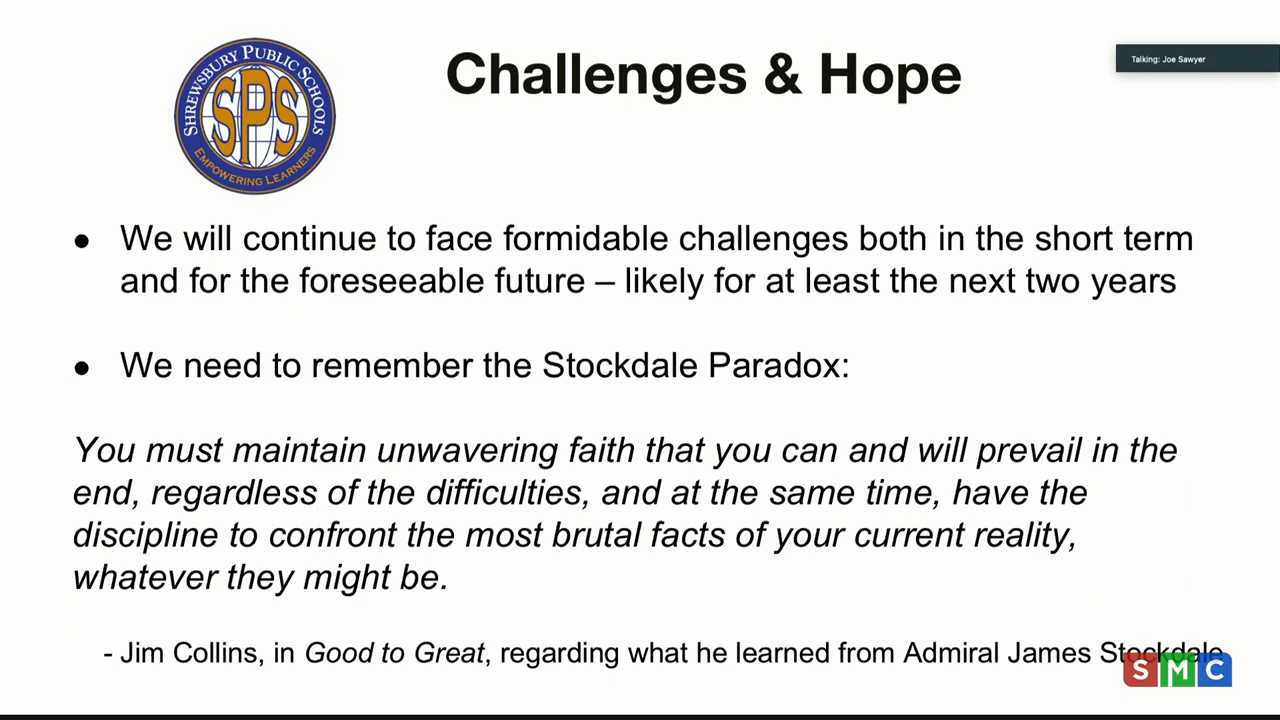 SHREWSBURY PUBLIC SCHOOLS
SPS
EMPOWERING LEARNERS
Challenges & Hope
Talking: Joe Sawyer
● We will continue to face formidable challenges both in the short term
and for the foreseeable future – likely for at least the next two years
● We need to remember the Stockdale Paradox:
You must maintain unwavering faith that you can and will prevail in the
end, regardless of the difficulties, and at the same time, have the
discipline to confront the most brutal facts of your current reality,
whatever they might be.
- Jim Collins, in Good to Great, regarding what he learned from Admiral James Stockdale
SMC